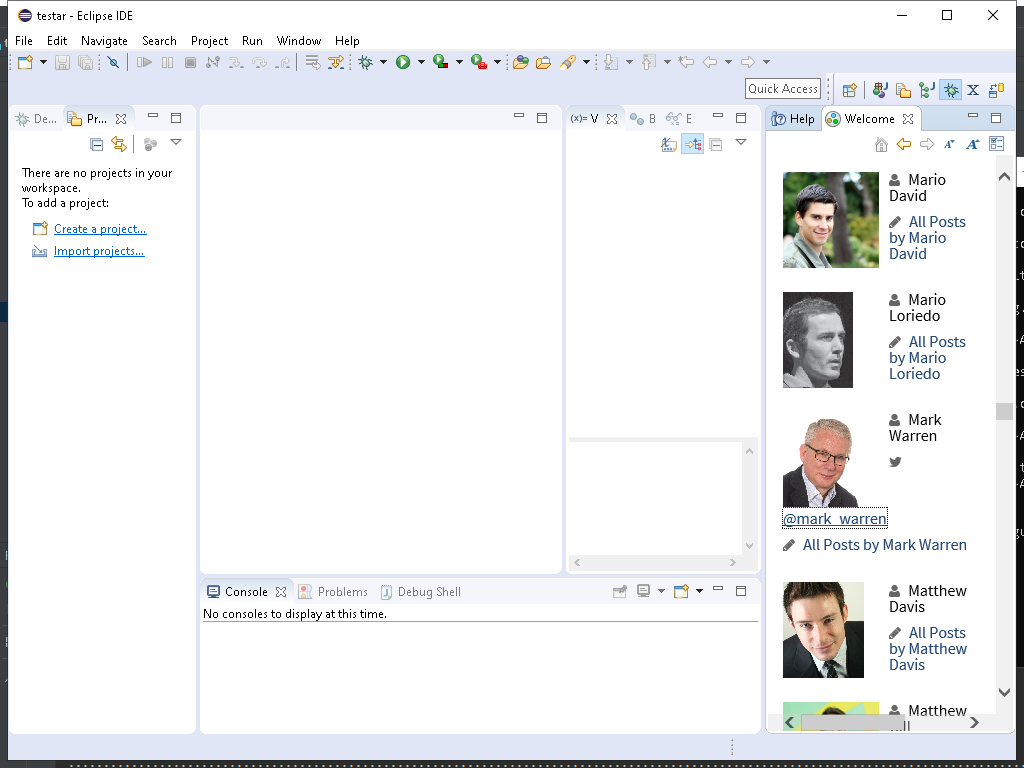 testar - Eclipse IDE
File Edit Navigate Search Project Run Window Help
Quick Access
De...
Pr...
(x)= V
B
E
Help
Welcome
There are no projects in your
workspace.
To add a project:
Create a project...
Import projects...
Mario
David
All Posts
by Mario
David
Mario
Loriedo
All Posts
by Mario
Loriedo
Mark
Warren
@mark_warren
All Posts by Mark Warren
Matthew
Davis
All Posts
by Matthew
Davis
Matthew
Console
Problems
Debug Shell
No consoles to display at this time.